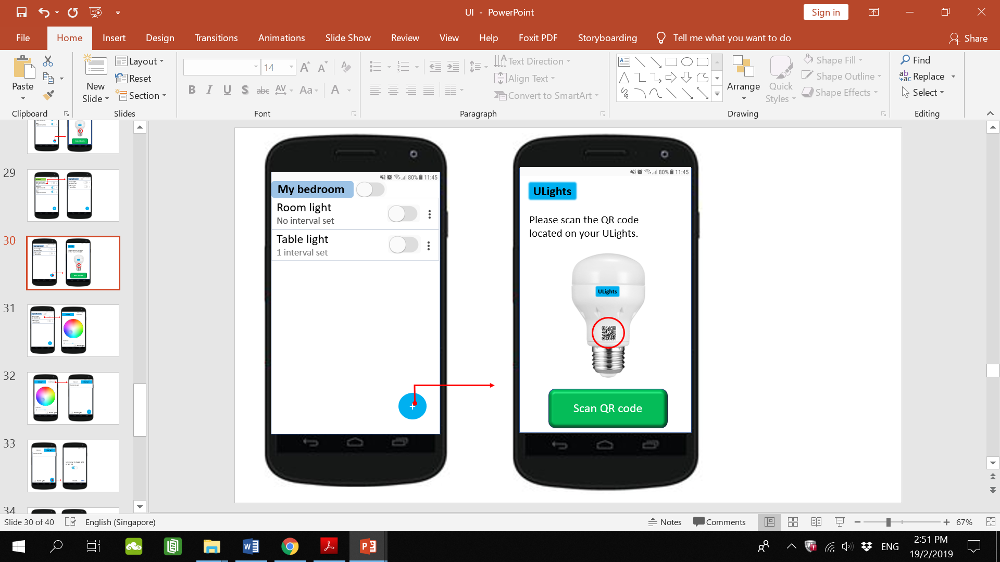 UI - PowerPoint
Sign in
File
Home
Insert
Design
Transitions
Animations
Slide Show
Review
View
Help
Foxit PDF
Storyboarding
Tell me what you want to do
Share
Paste
Clipboard
New
Slide
Layout
Reset
Section
Slides
14
B I U S abc AV Aa A
Font
Text Direction
Align Text
Convert to SmartArt
Paragraph
Arrange
Quick
Styles
Shape Fill
Shape Outline
Shape Effects
Drawing
Find
Replace
Select
Editing
29
30
31
32
33
34
80% 11:45
My bedroom
Room light
No interval set
Table light
1 interval set
+
80% 11:45
ULights
Please scan the QR code
located on your ULights.
ULights
Scan QR code
Slide 30 of 40
English (Singapore)
Notes
Comments
67%
ENG
2:51 PM
19/2/2019